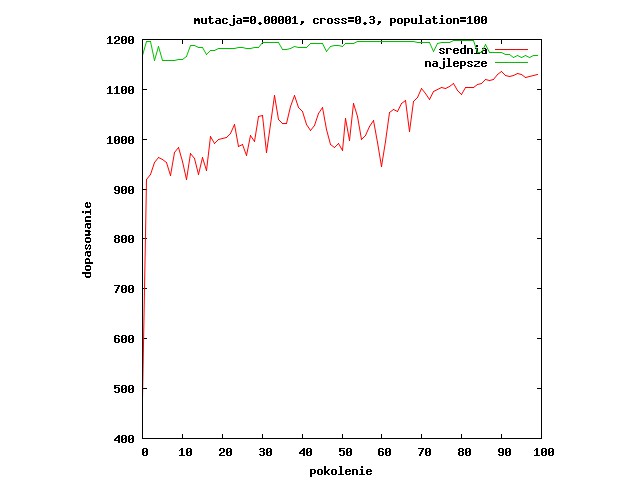 mutacja=0.00001, cross=0.3, population=100
1200
srednia
najlepsze
1100
1000
900
800
dopasowanie
700
600
500
400
0 10 20 30 40 50 60 70 80 90 100
pokolenie